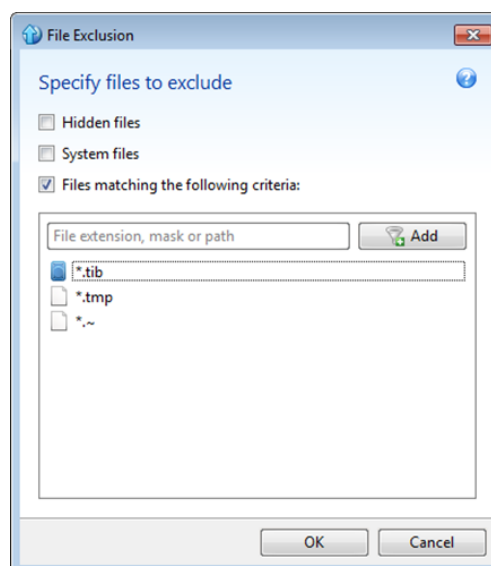 File Exclusion
Specify files to exclude
Hidden files
System files
Files matching the following criteria:
File extension, mask or path
Add
*.tib
*.tmp
*.~
OK
Cancel